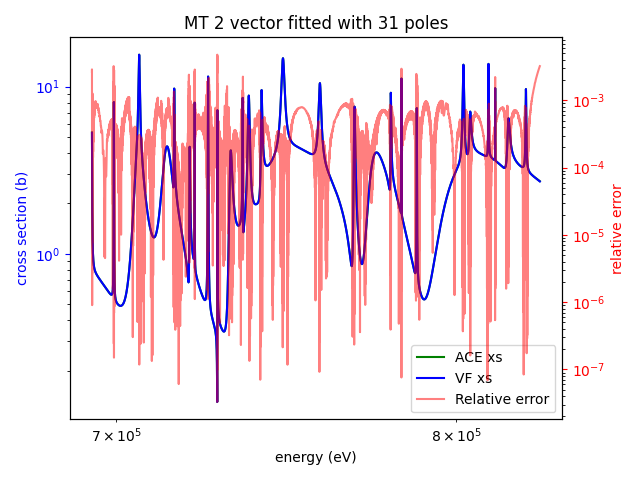 MT 2 vector fitted with 31 poles
10¹
10⁰
cross section (b)
10⁻³
10⁻⁴
10⁻⁵
10⁻⁶
10⁻⁷
relative error
ACE xs
VF xs
Relative error
7 × 10⁵
8 × 10⁵
energy (eV)